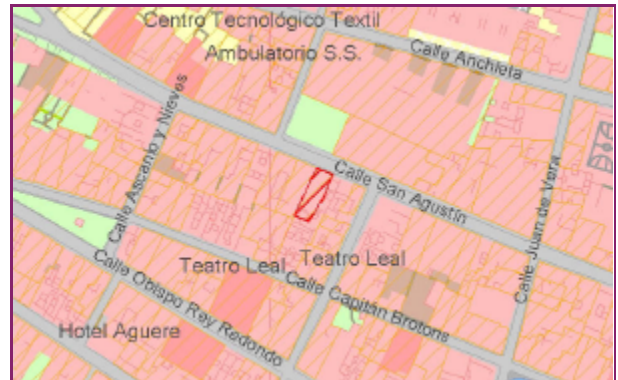 Centro Tecnológico Textil
Ambulatorio S.S.
Calle Anchieta
Calle Ascanio y Nieves
Calle San Agustín
Calle Juan de Vera
Teatro Leal
Teatro Leal
Calle Capitán Brotons
Calle Obispo Rey Redondo
Hotel Aguere